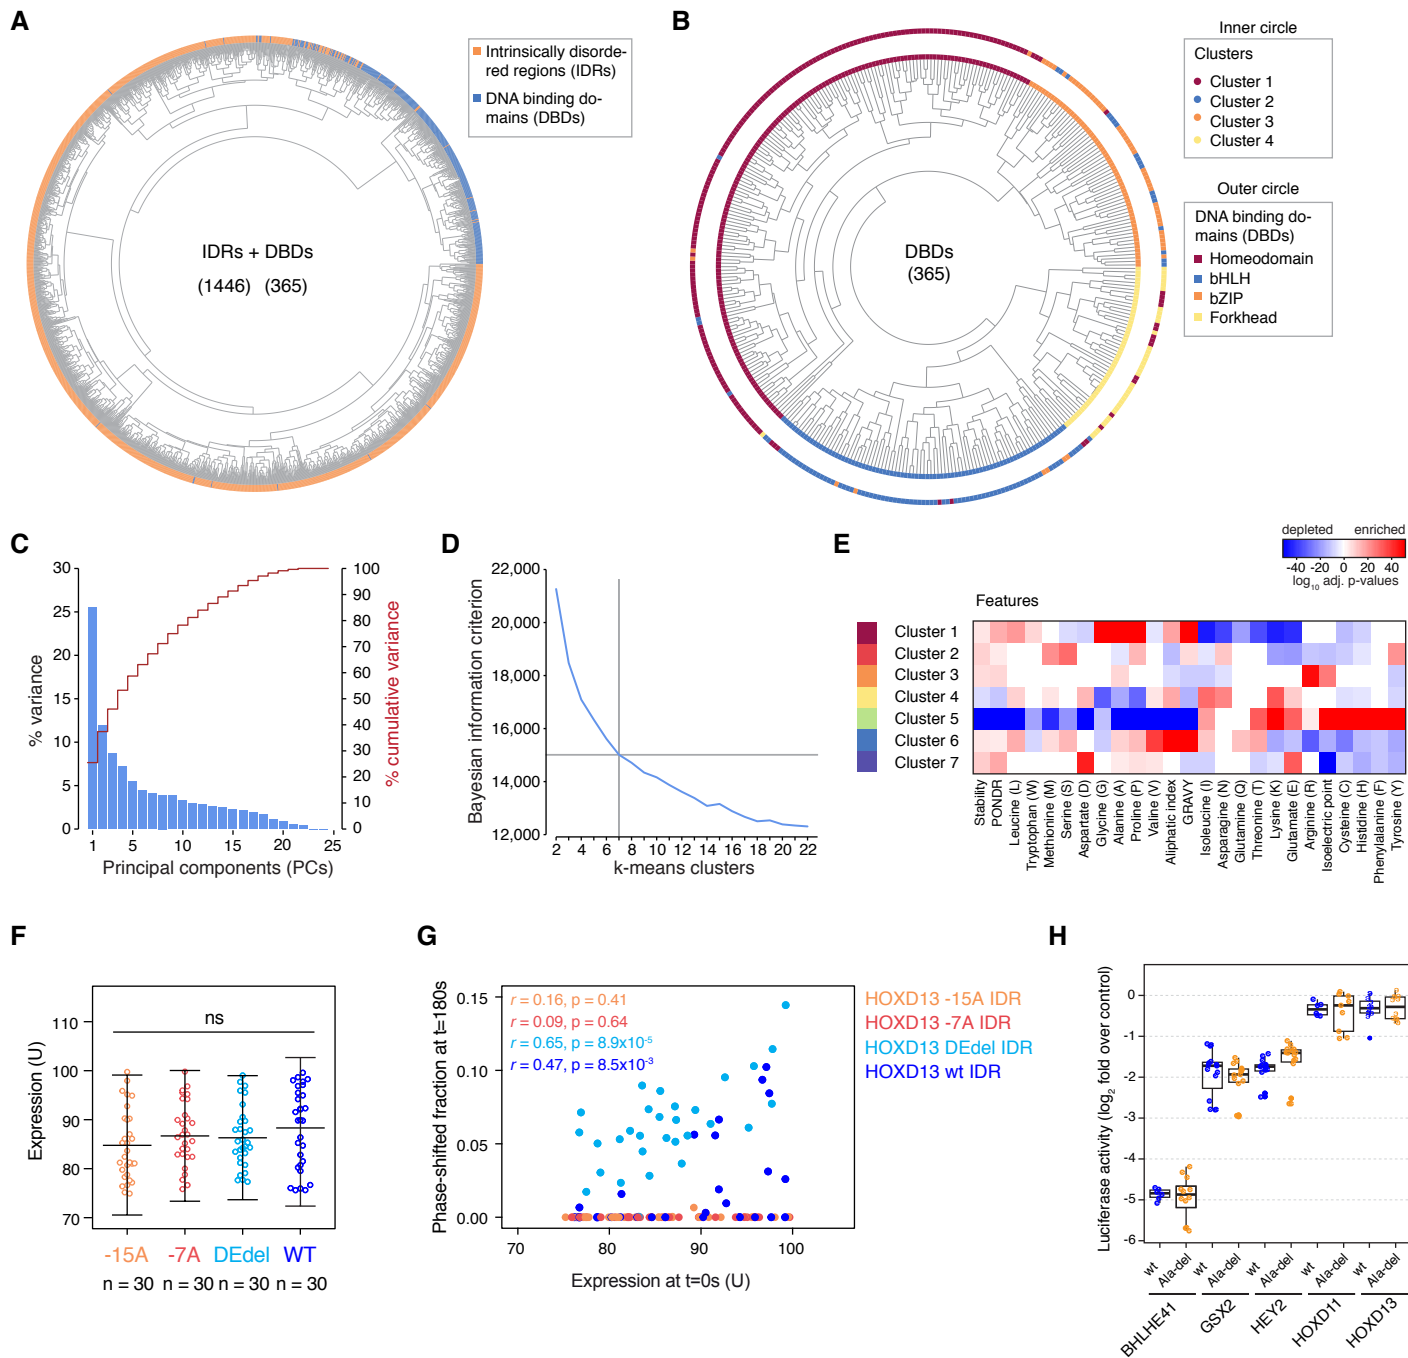 A
Intrinsically disorde-
red regions (IDRs)
DNA binding do-
mains (DBDs)
IDRs + DBDs
(1446) (365)
B
DBDs
(365)
Inner circle
Clusters
Cluster 1
Cluster 2
Cluster 3
Cluster 4
Outer circle
DNA binding do-
mains (DBDs)
Homeodomain
bHLH
bZIP
Forkhead
C
% variance
30
25
20
15
10
5
0
100
90
80
70
60
50
40
30
20
10
0
% cumulative variance
1 5 10 15 20 25
Principal components (PCs)
D
Bayesian information criterion
22,000
20,000
18,000
16,000
14,000
12,000
2 4 6 8 10 12 14 16 18 20 22
k-means clusters
E
depleted enriched
-40 -20 0 20 40
log10 adj. p-values
Features
Cluster 1
Cluster 2
Cluster 3
Cluster 4
Cluster 5
Cluster 6
Cluster 7
Stability
PONDR
Leucine (L)
Tryptophan (W)
Methionine (M)
Serine (S)
Aspartate (D)
Glycine (G)
Alanine (A)
Proline (P)
Valine (V)
Aliphatic index
GRAVY
Isoleucine (I)
Asparagine (N)
Glutamine (Q)
Threonine (T)
Lysine (K)
Glutamate (E)
Arginine (R)
Isoelectric point
Cysteine (C)
Histidine (H)
Phenylalanine (F)
Tyrosine (Y)
F
Expression (U)
110
100
90
80
70
ns
-15A -7A DEdel WT
n = 30 n = 30 n = 30 n = 30
G
Phase-shifted fraction at t=180s
0.15
0.10
0.05
0.00
r = 0.16, p = 0.41
r = 0.09, p = 0.64
r = 0.65, p = 8.9x10-5
r = 0.47, p = 8.5x10-3
70 80 90 100
Expression at t=0s (U)
HOXD13 -15A IDR
HOXD13 -7A IDR
HOXD13 DEdel IDR
HOXD13 wt IDR
H
Luciferase activity (log2 fold over control)
0
-1
-2
-3
-4
-5
-6
wt Ala-del wt Ala-del wt Ala-del wt Ala-del wt Ala-del
BHLHE41 GSX2 HEY2 HOXD11 HOXD13